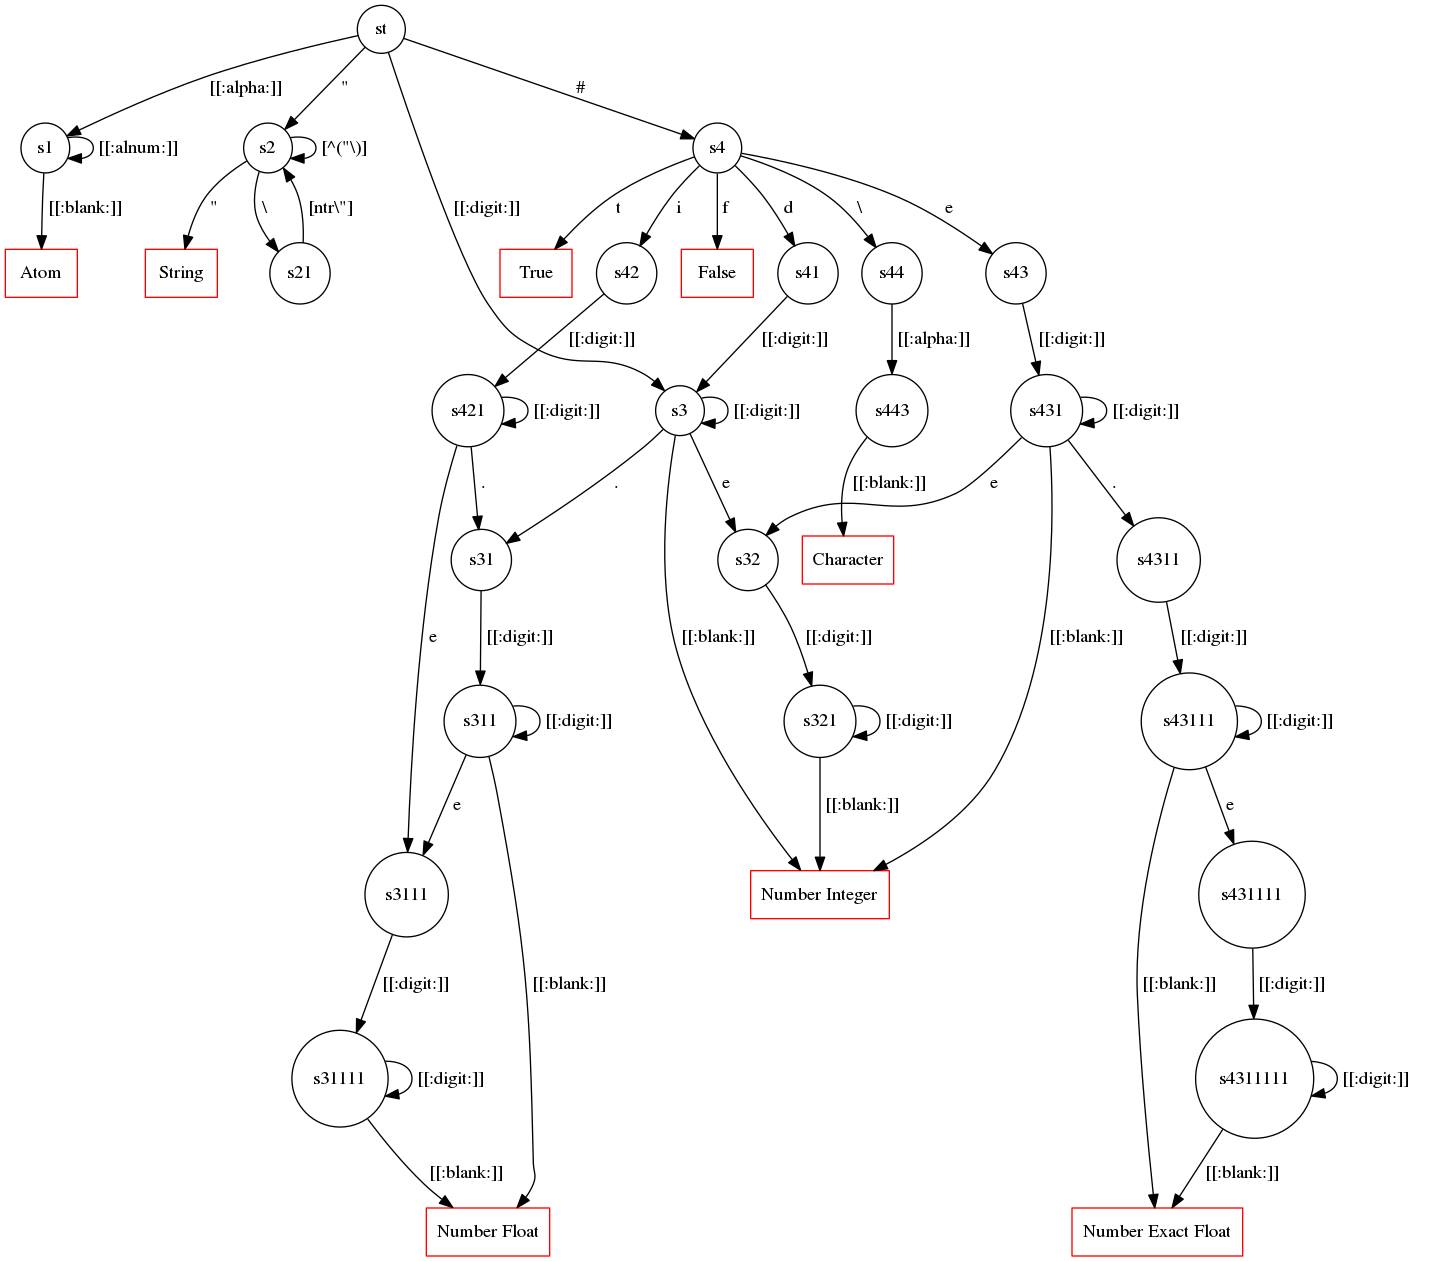 st
[[:alpha:]]
"
#
s1
[[:alnum:]]
s2
[^("\)]
s4
[[:blank:]]
"
\
[ntr\"]
[[:digit:]]
t
i
f
d
\
e
Atom
String
s21
True
s42
False
s41
s44
s43
[[:digit:]]
[[:digit:]]
[[:alpha:]]
[[:digit:]]
s421
[[:digit:]]
s3
[[:digit:]]
s443
s431
[[:digit:]]
.
.
e
[[:blank:]]
e
.
s31
s32
Character
s4311
e
[[:digit:]]
[[:blank:]]
[[:digit:]]
[[:blank:]]
[[:digit:]]
s311
[[:digit:]]
s321
[[:digit:]]
s43111
[[:digit:]]
e
[[:blank:]]
e
s3111
Number Integer
s431111
[[:digit:]]
[[:blank:]]
[[:blank:]]
[[:digit:]]
s31111
[[:digit:]]
s4311111
[[:digit:]]
[[:blank:]]
[[:blank:]]
Number Float
Number Exact Float